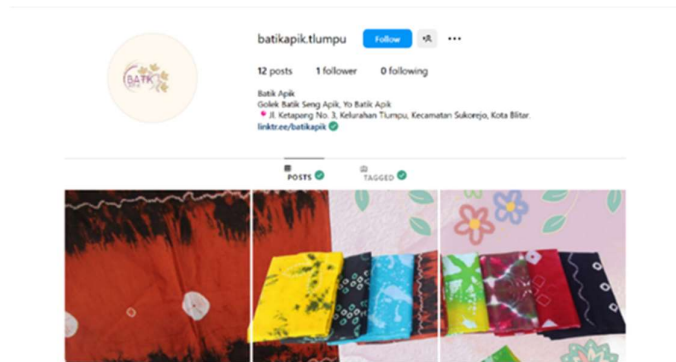 batikapik.tlumpu Follow
12 posts 1 follower 0 following
Batik Apik
Golek Batik Seng Apik, Yo Batik Apik
Jl. Ketapang No. 3, Kelurahan Tlumpu, Kecamatan Sukorejo, Kota Blitar.
linktr.ee/batikapik
BATIK
POSTS TAGGED